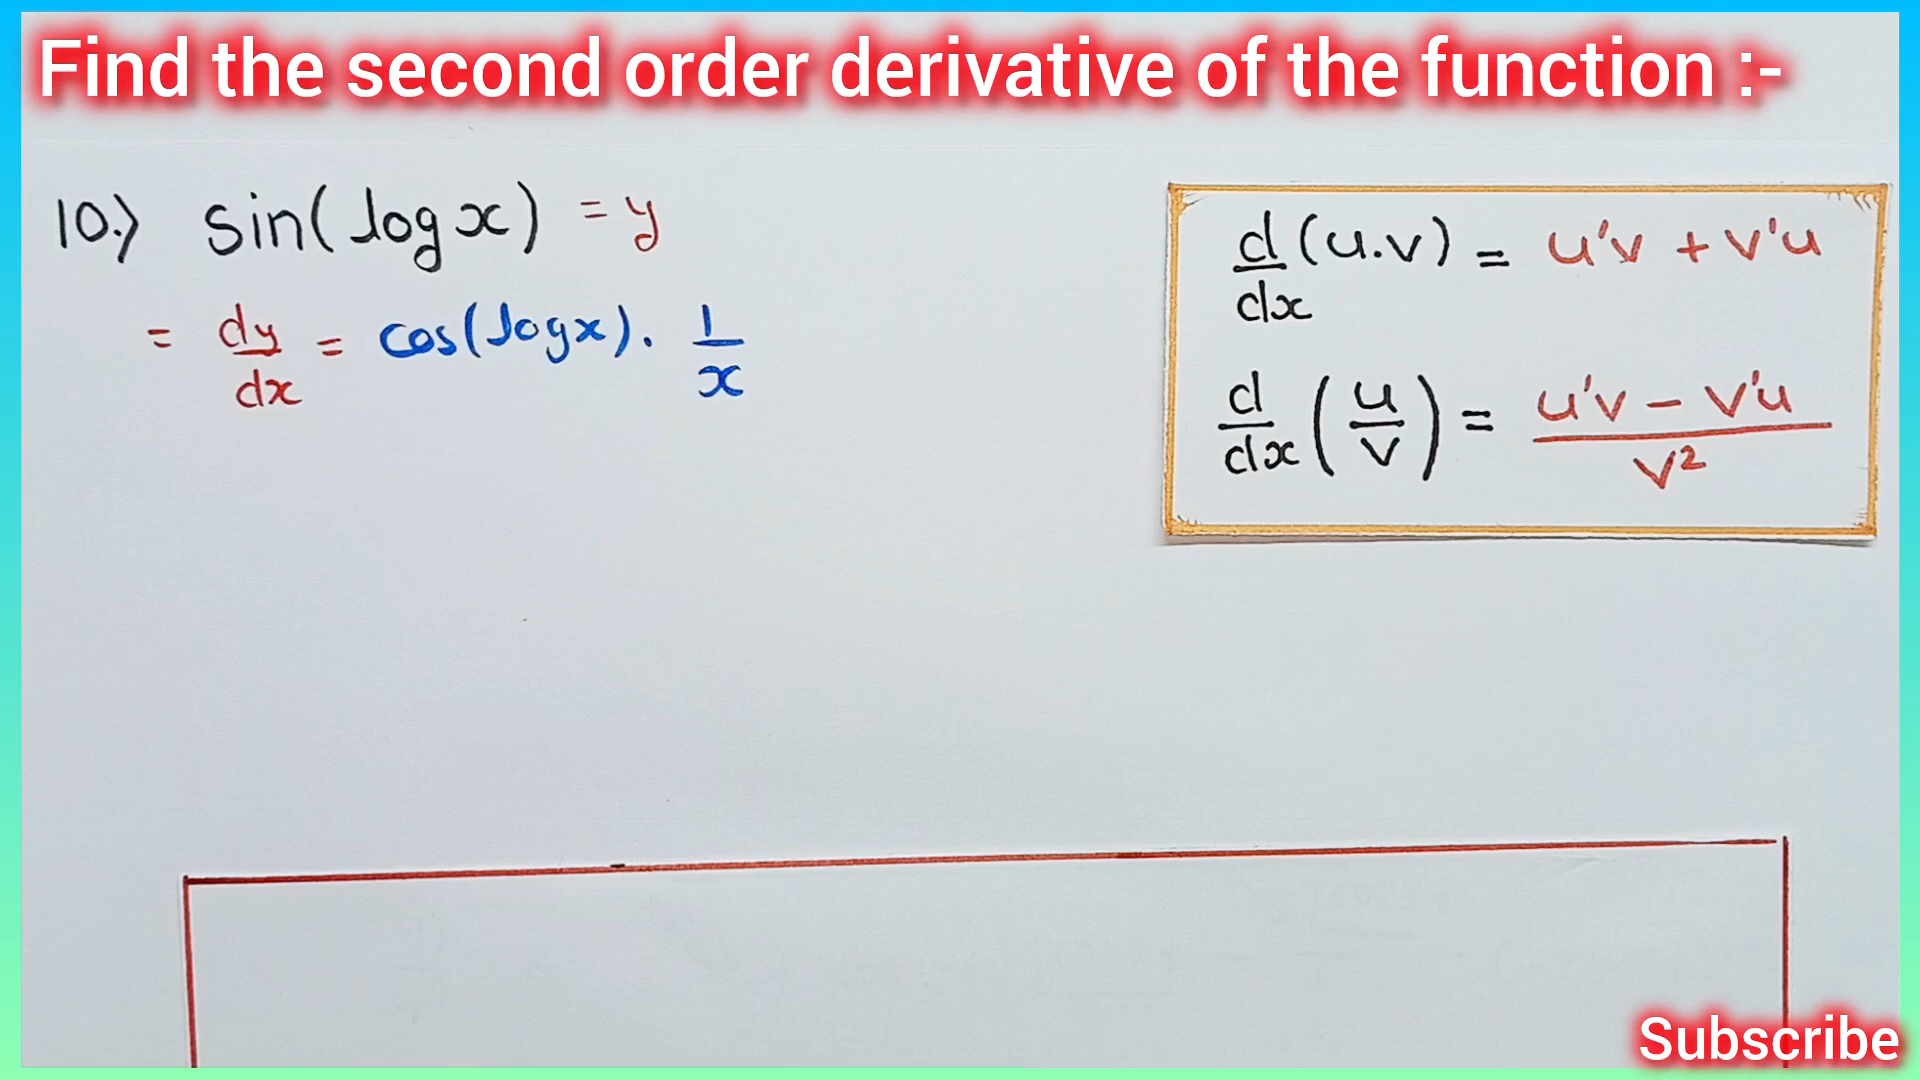 Find the second order derivative of the function :-
10.) sin(log x) = y
= dy/dx = cos(log x) . 1/x
d/dx (u.v) = u'v + v'u
d/dx (u/v) = u'v - v'u / v²
Subscribe